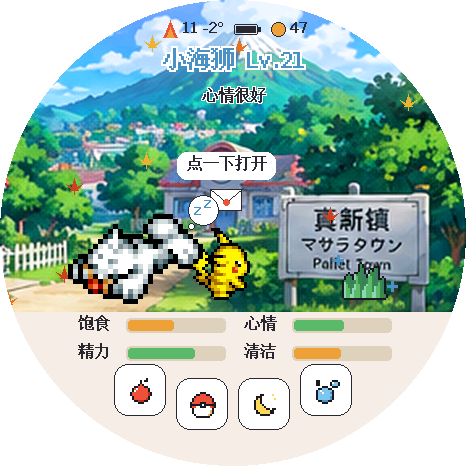 11 -2° 47
小海狮 Lv.21
心情很好
点一下打开
z z
真新镇
マサラタウン
Pallet Town
饱食 心情
精力 清洁